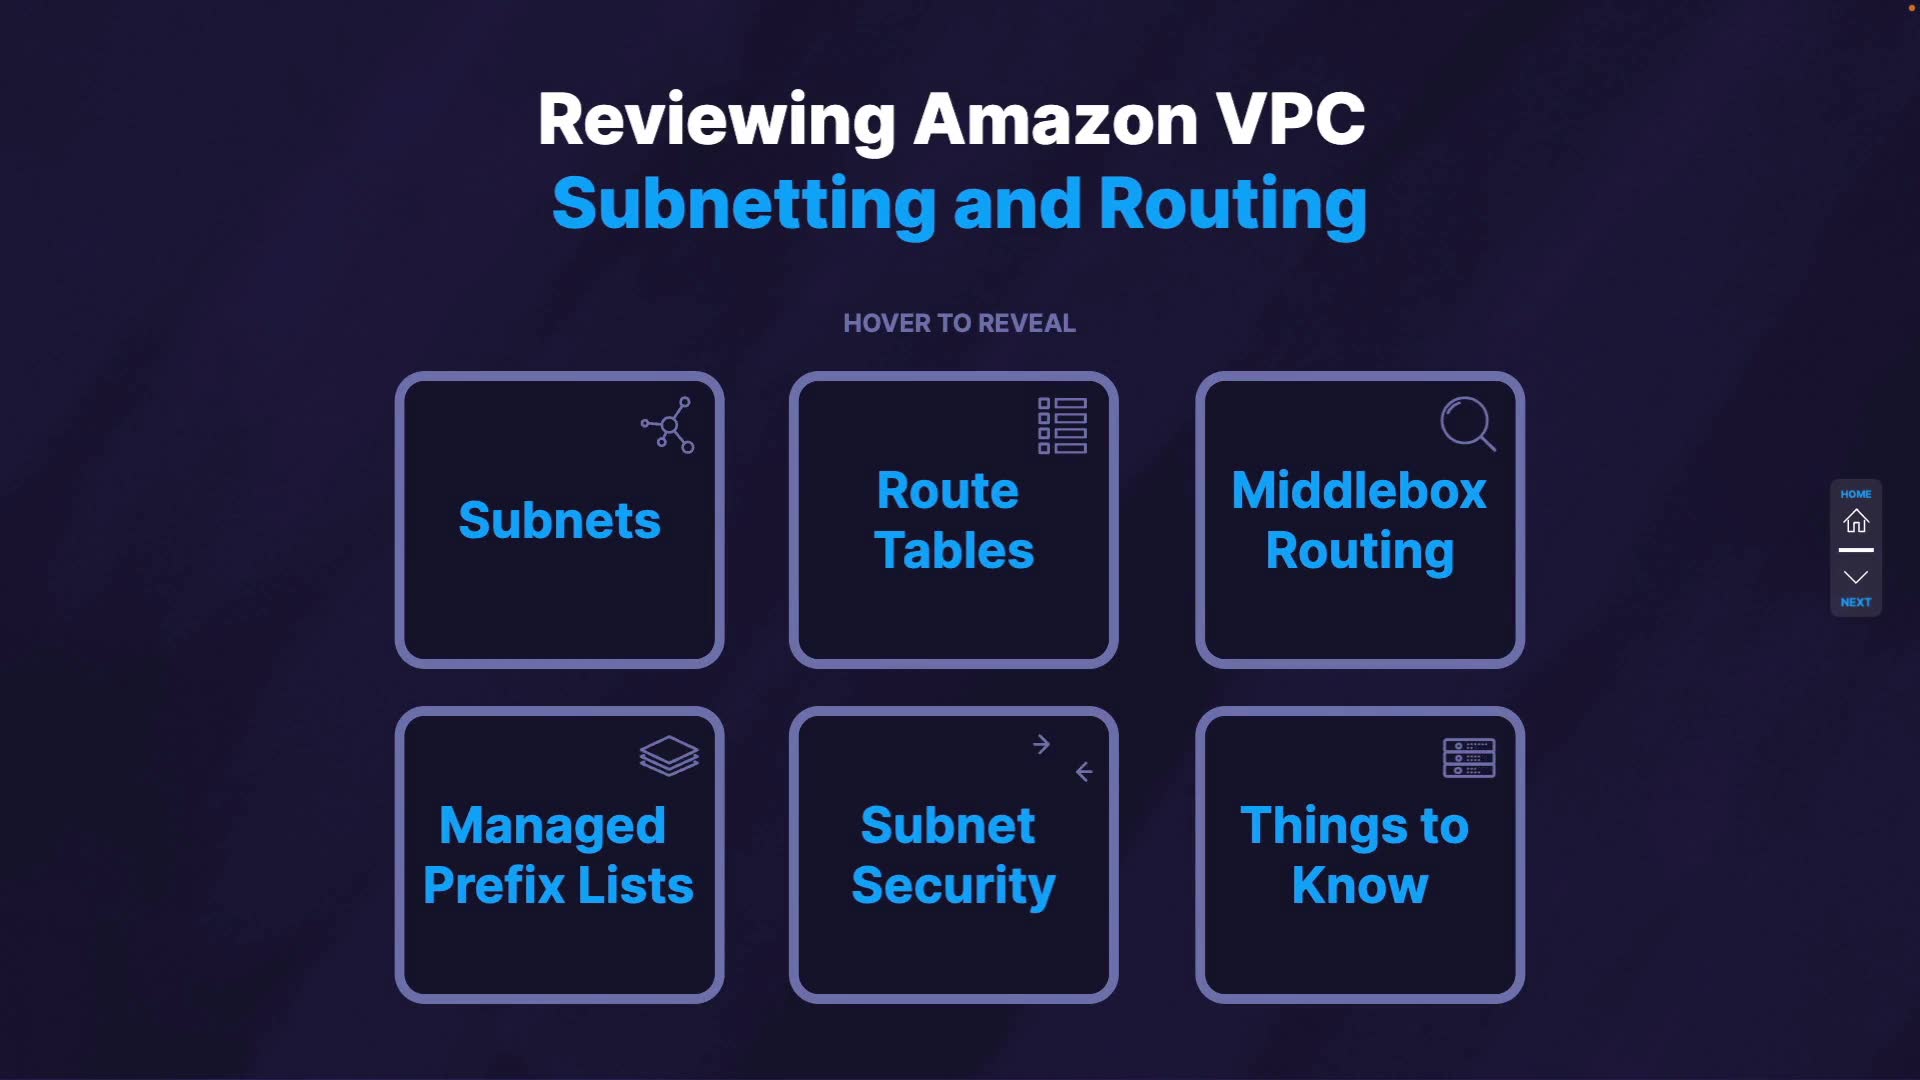 Reviewing Amazon VPC
Subnetting and Routing
HOVER TO REVEAL
Subnets
Route
Tables
Middlebox
Routing
Managed
Prefix Lists
Subnet
Security
Things to
Know
HOME
NEXT